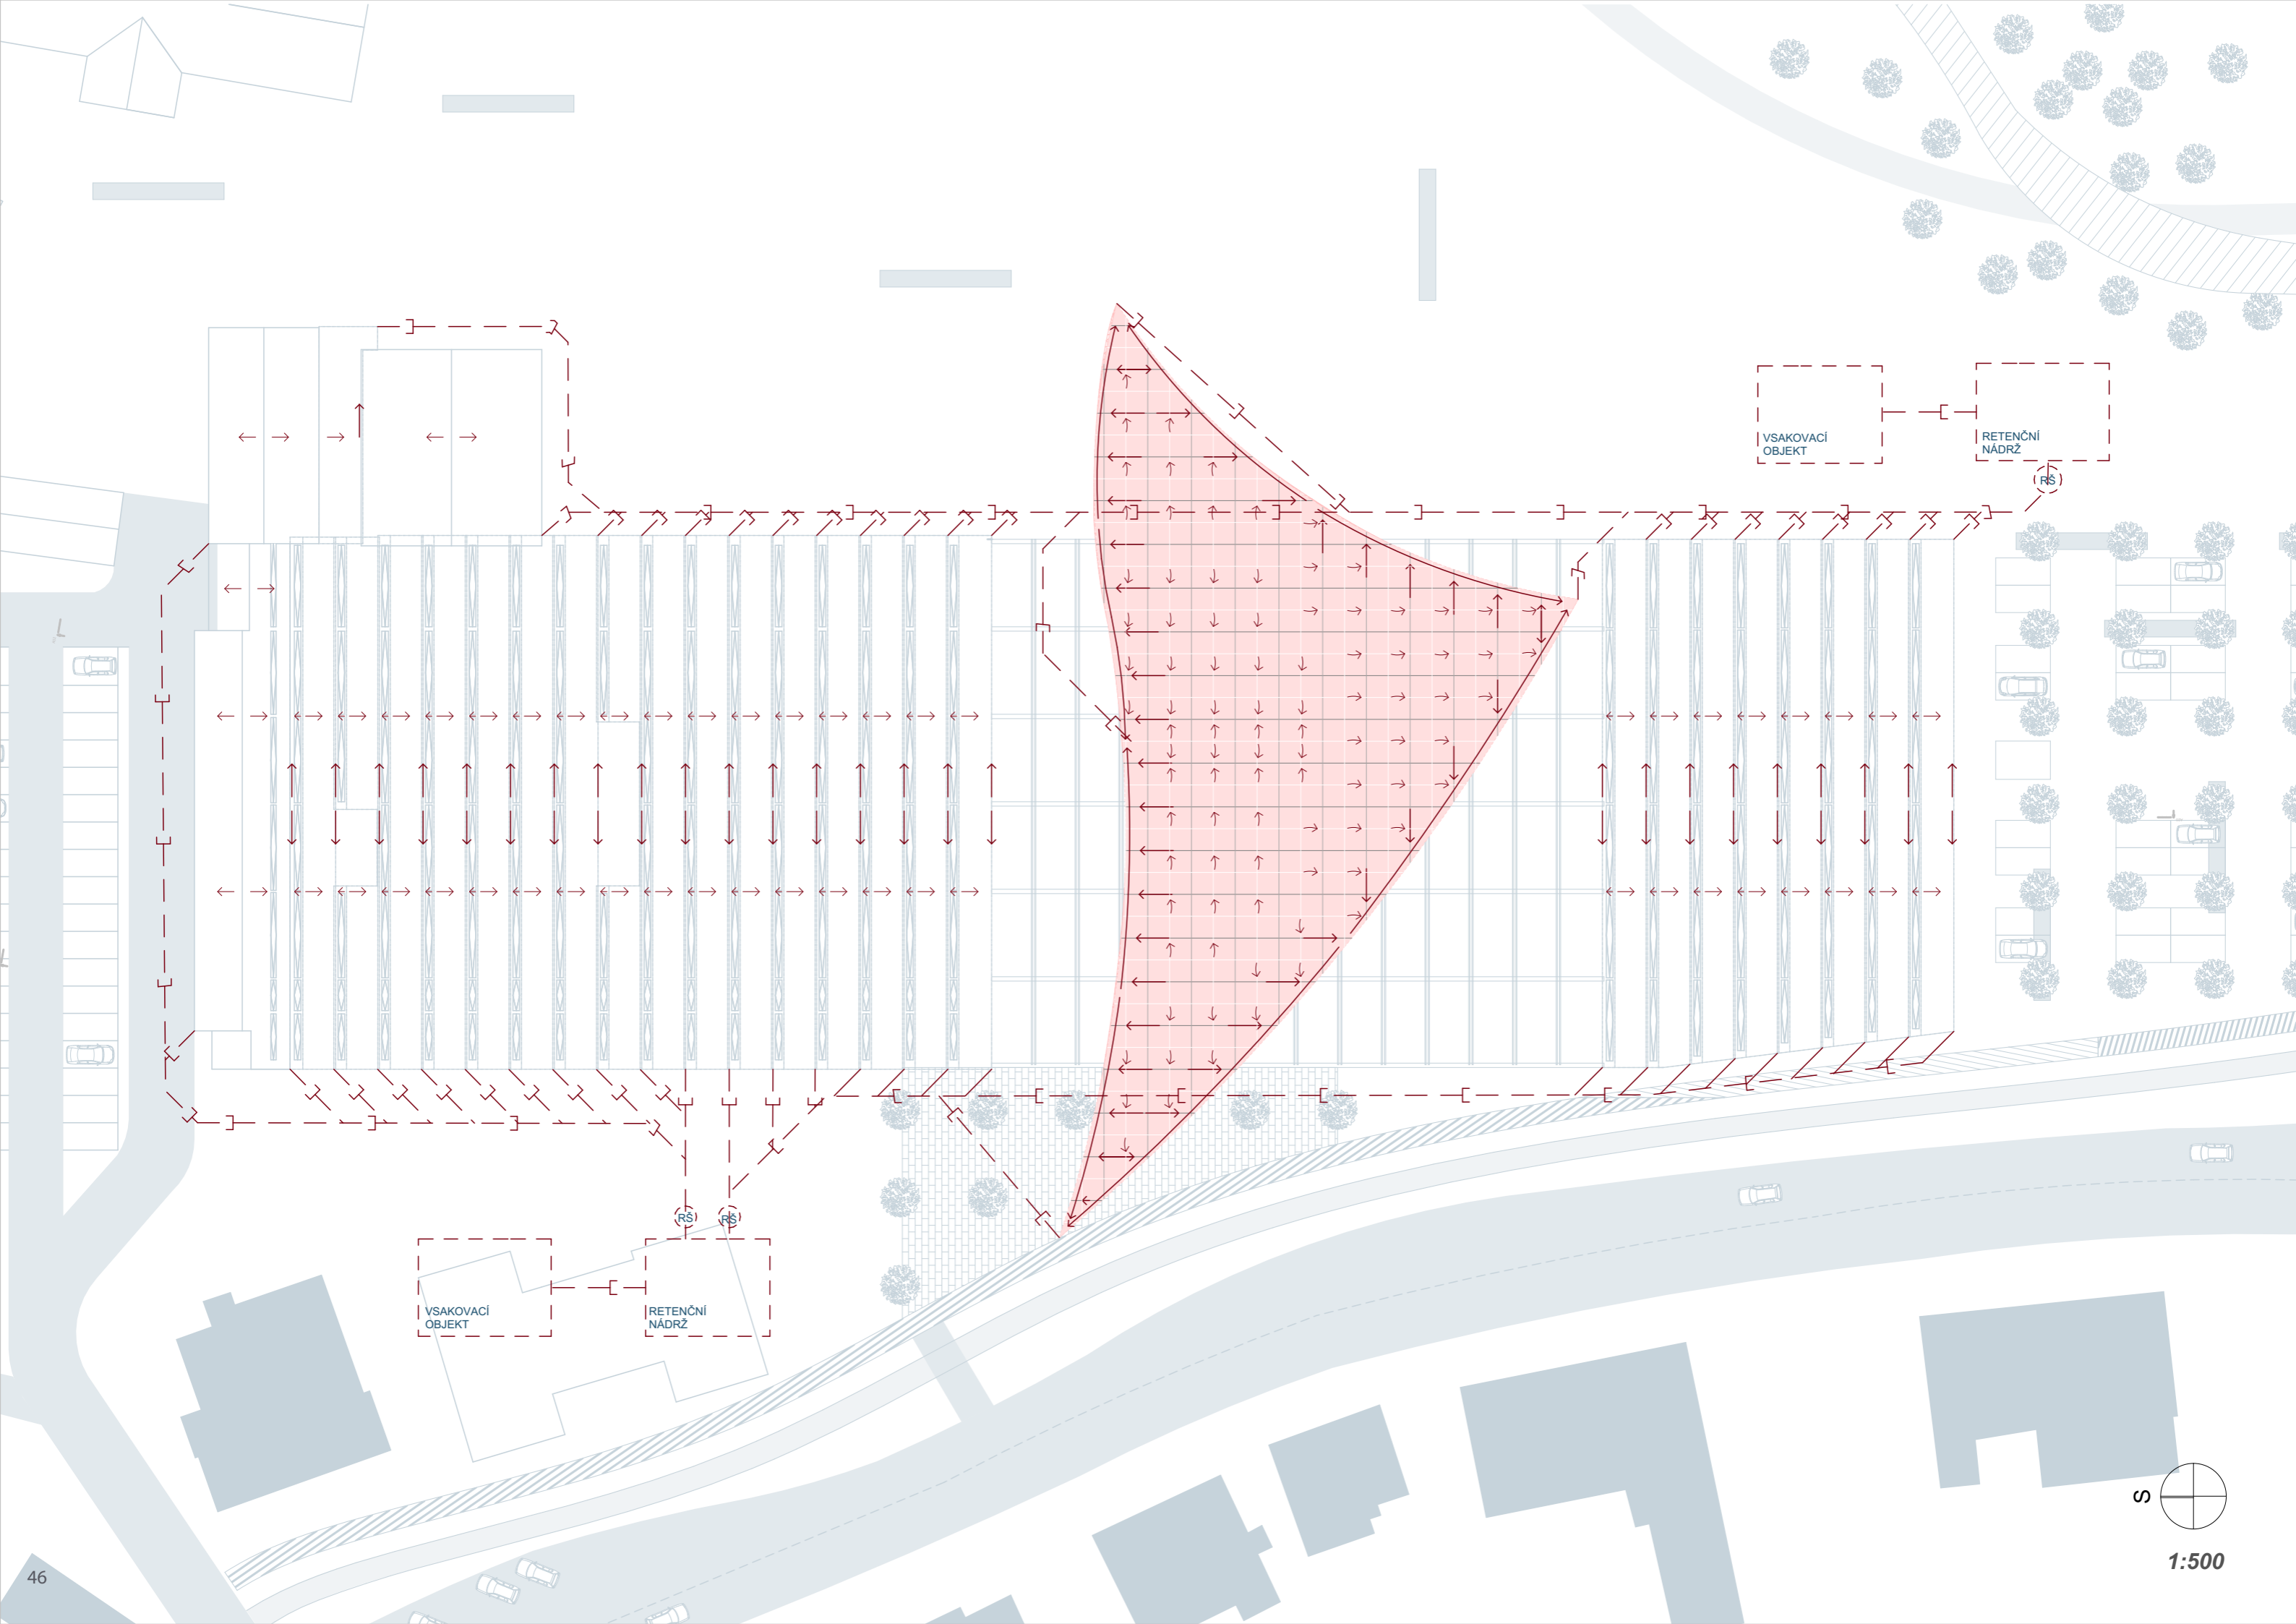 VSAKOVACÍ
OBJEKT
RETENČNÍ
NÁDRŽ
RŠ
RŠ
RŠ
VSAKOVACÍ
OBJEKT
RETENČNÍ
NÁDRŽ
S
1:500
46